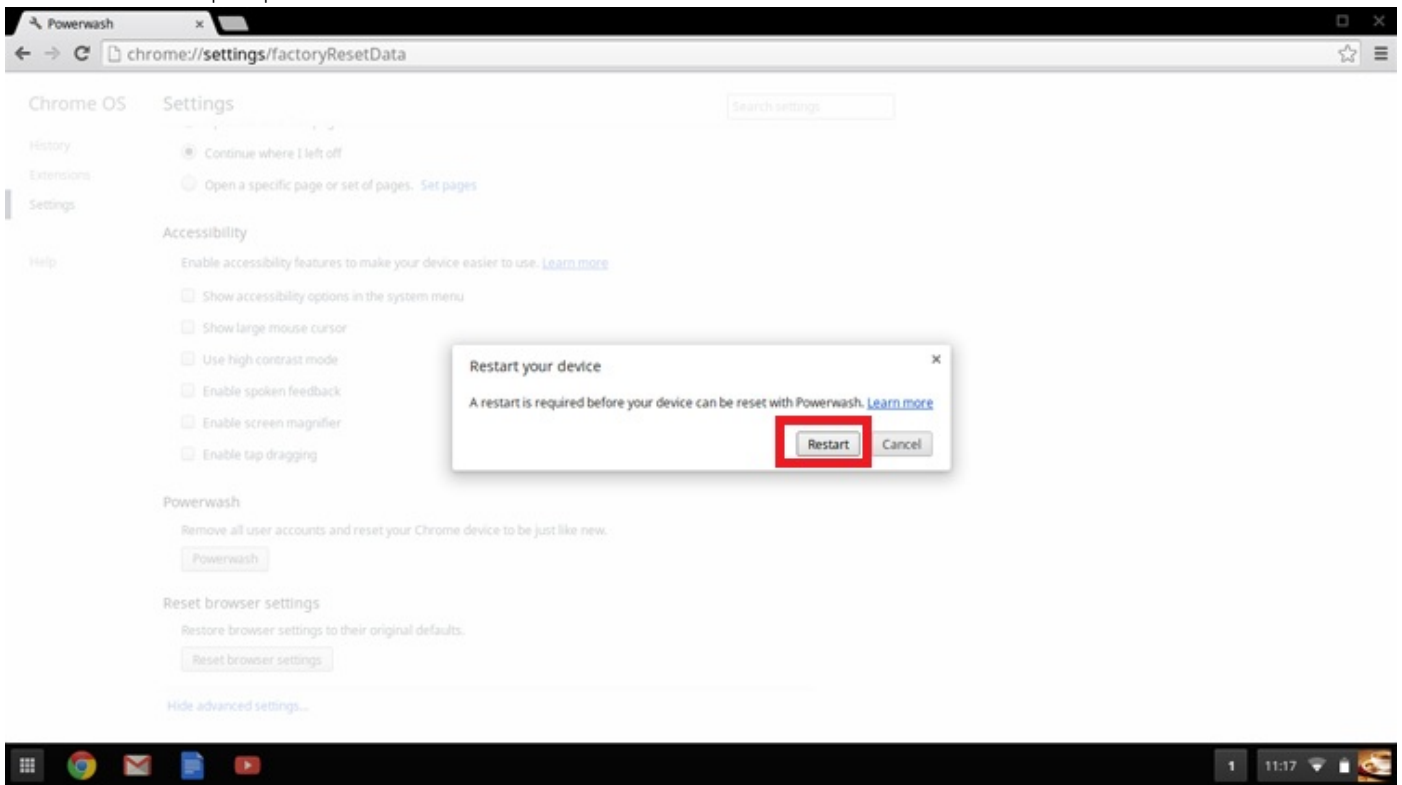 Powerwash
chrome://settings/factoryResetData
Chrome OS
Settings
Search settings
History
Continue where I left off
Extensions
Open a specific page or set of pages. Set pages
Settings
Accessibility
Help
Enable accessibility features to make your device easier to use. Learn more
Show accessibility options in the system menu
Show large mouse cursor
Use high contrast mode
Enable spoken feedback
Enable screen magnifier
Enable tap dragging
Restart your device
A restart is required before your device can be reset with Powerwash. Learn more
Restart Cancel
Powerwash
Remove all user accounts and reset your Chrome device to be just like new.
Powerwash
Reset browser settings
Restore browser settings to their original defaults.
Reset browser settings
Hide advanced settings...
1 11:17